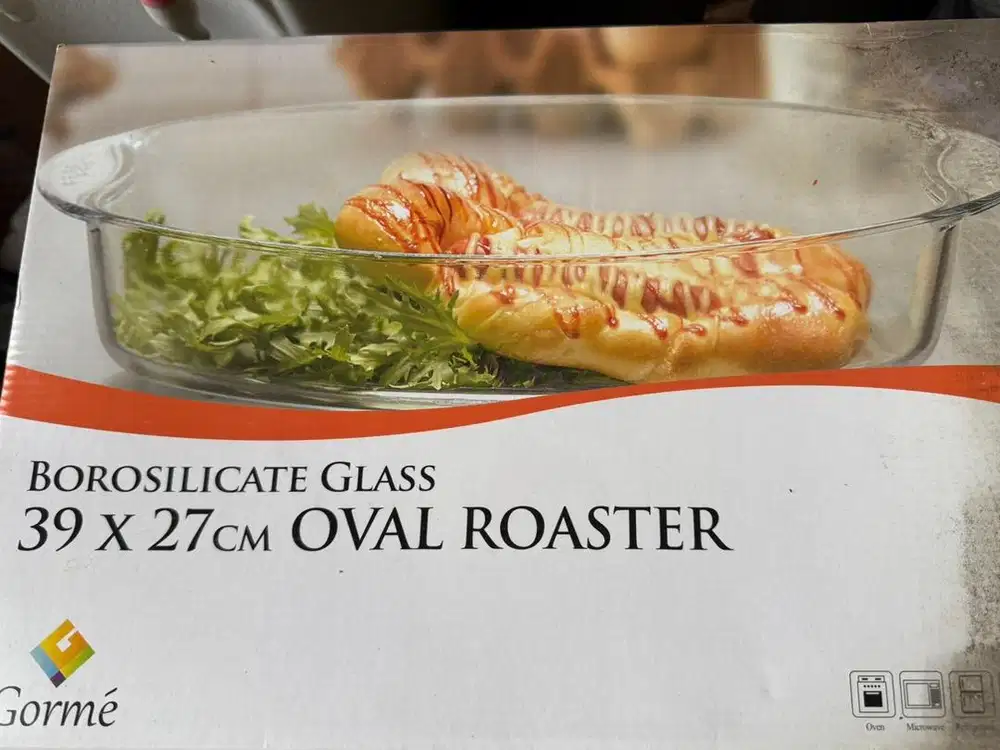 BOROSILICATE GLASS
39 X 27CM OVAL ROASTER
Gormé
Oven Microwave